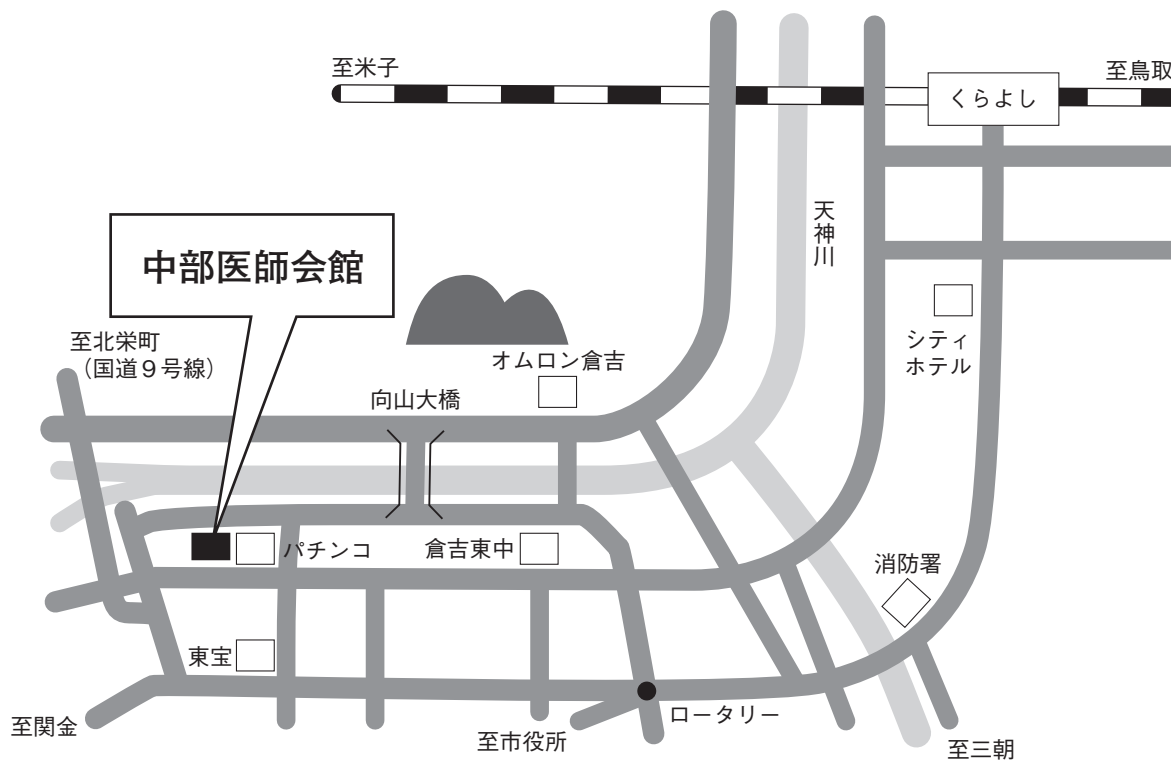 至米子
至鳥取
くらよし
天神川
中部医師会館
シティ
ホテル
至北栄町
（国道９号線）
オムロン倉吉
向山大橋
パチンコ
倉吉東中
消防署
東宝
ロータリー
至関金
至市役所
至三朝